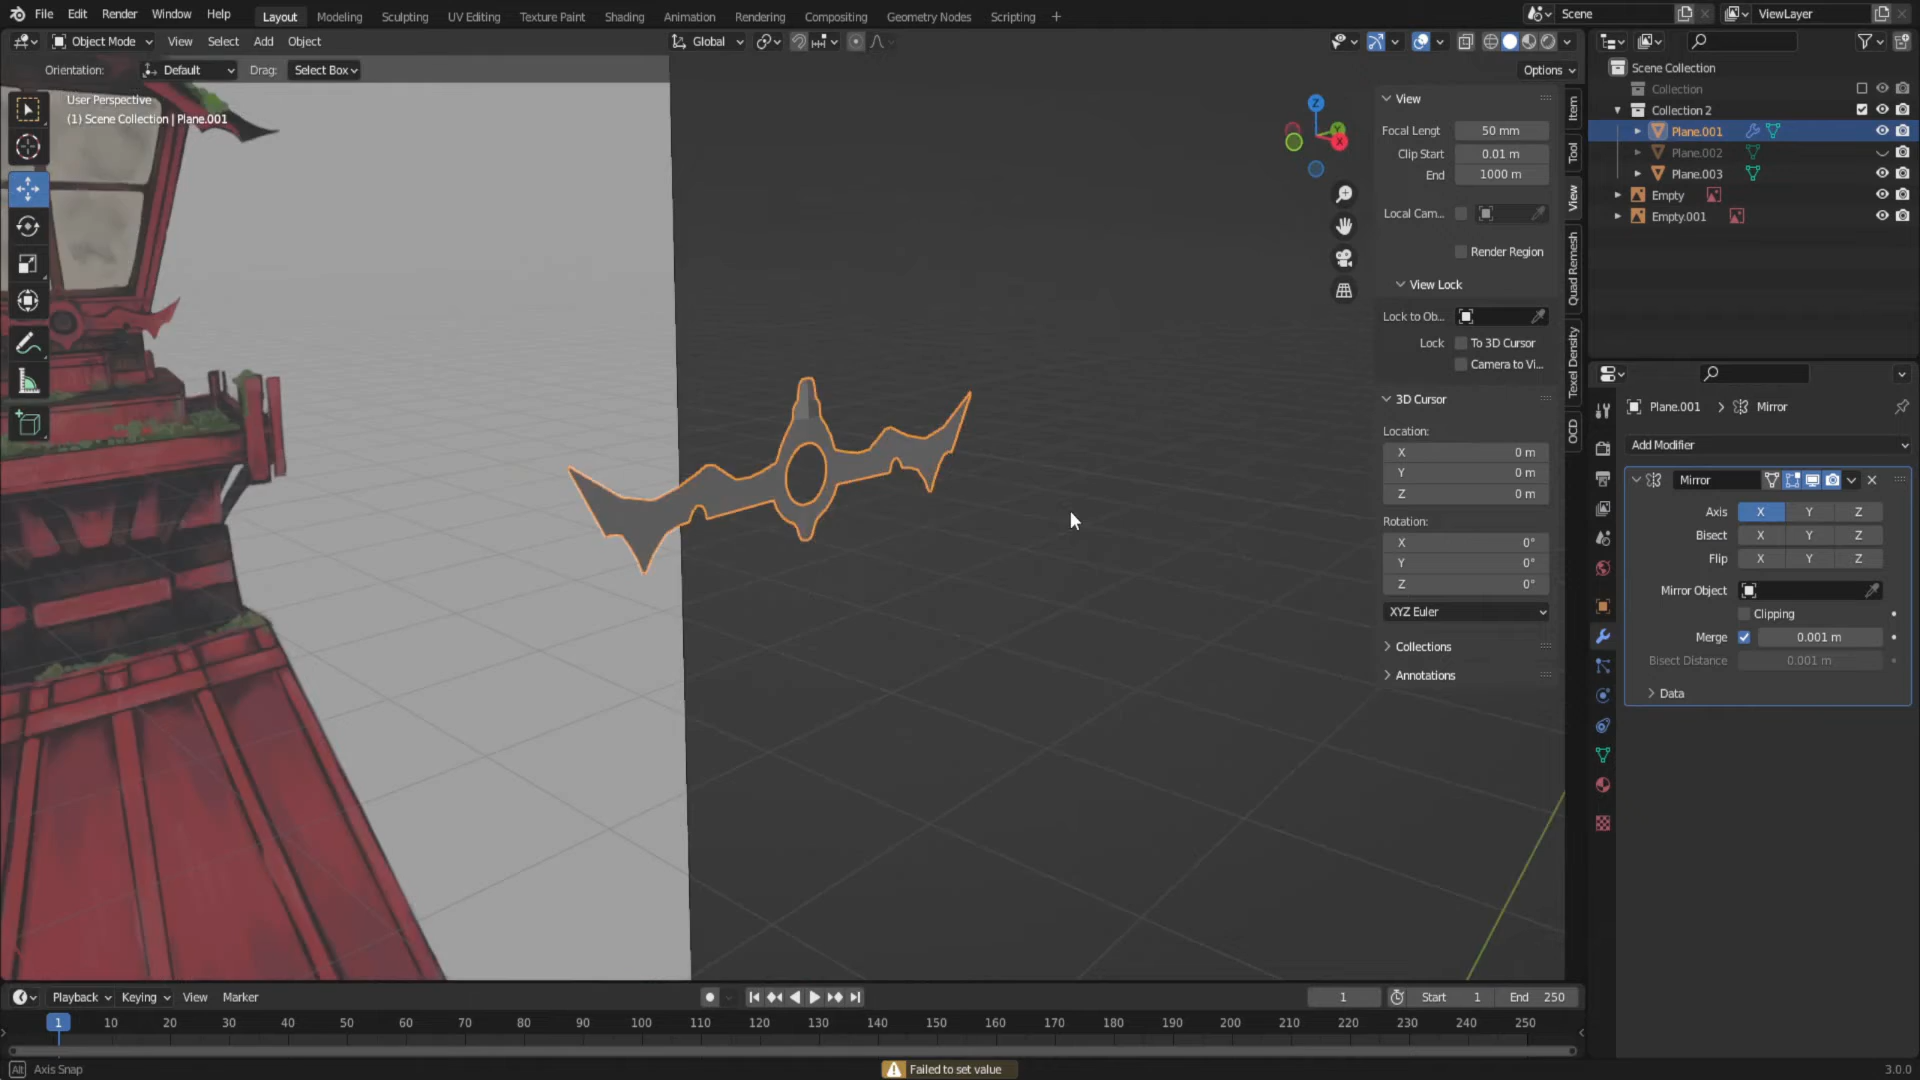 File Edit Render Window Help Layout Modeling Sculpting UV Editing Texture Paint Shading Animation Rendering Compositing Geometry Nodes Scripting + Scene ViewLayer
Object Mode View Select Add Object Global
Orientation: Default Drag: Select Box Options
User Perspective
(1) Scene Collection | Plane.001
Z
Y
X
View
Focal Lengt 50 mm
Clip Start 0.01 m
End 1000 m
Local Cam...
Render Region
View Lock
Lock to Ob...
Lock To 3D Cursor
Camera to Vi...
3D Cursor
Location:
X 0 m
Y 0 m
Z 0 m
Rotation:
X 0°
Y 0°
Z 0°
XYZ Euler
Collections
Annotations
Item
Tool
View
Quad Remesh
Texel Density
OCD
Scene Collection
Collection
Collection 2
Plane.001
Plane.002
Plane.003
Empty
Empty.001
Plane.001 Mirror
Add Modifier
Mirror
Axis X Y Z
Bisect X Y Z
Flip X Y Z
Mirror Object
Clipping
Merge 0.001 m
Bisect Distance 0.001 m
Data
Playback Keying View Marker 1 Start 1 End 250
1 10 20 30 40 50 60 70 80 90 100 110 120 130 140 150 160 170 180 190 200 210 220 230 240 250
Alt Axis Snap Failed to set value 3.0.0